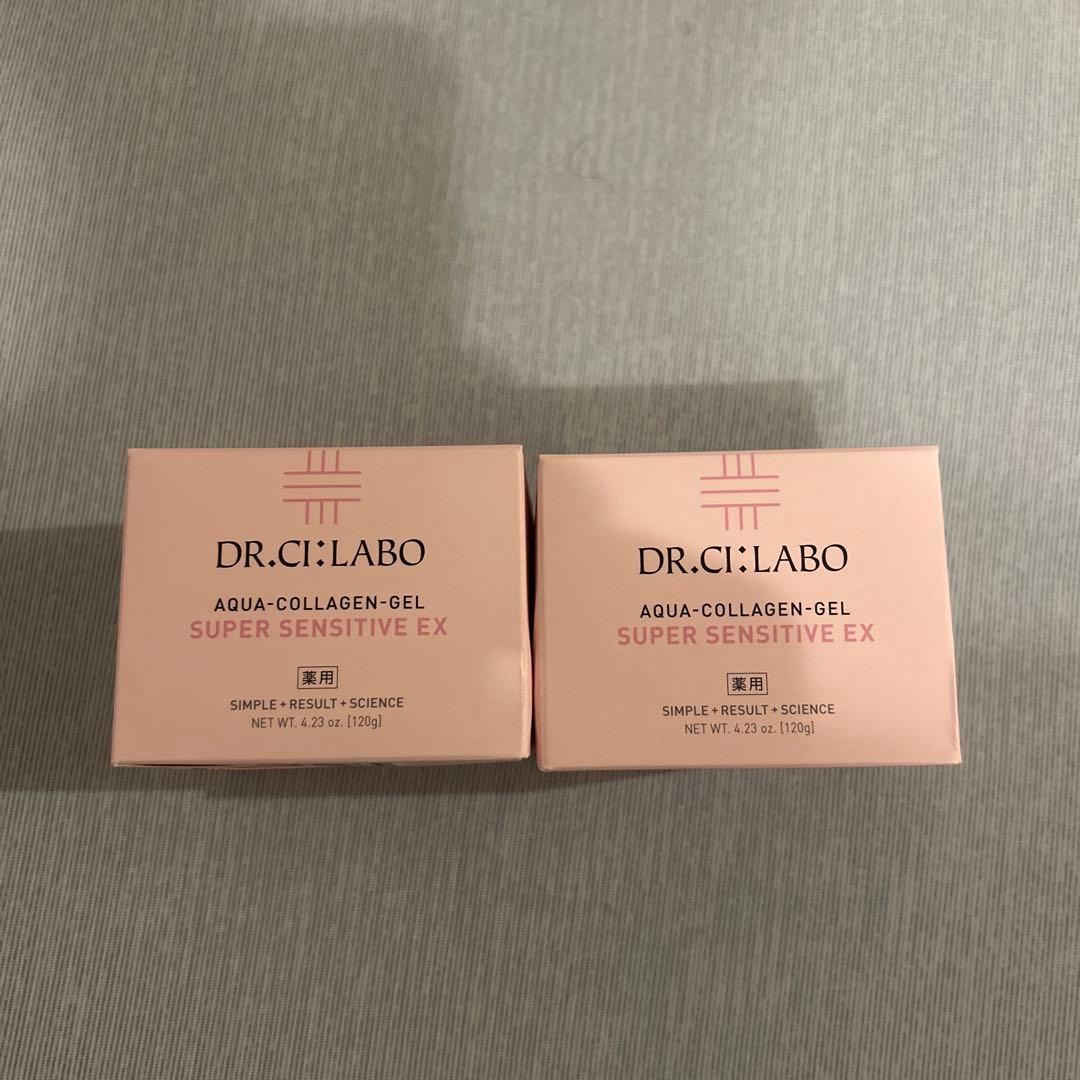 DR.CI:LABO
AQUA-COLLAGEN-GEL
SUPER SENSITIVE EX
薬用
SIMPLE + RESULT + SCIENCE
NET WT. 4.23 oz. [120g]
DR.CI:LABO
AQUA-COLLAGEN-GEL
SUPER SENSITIVE EX
薬用
SIMPLE + RESULT + SCIENCE
NET WT. 4.23 oz. [120g]